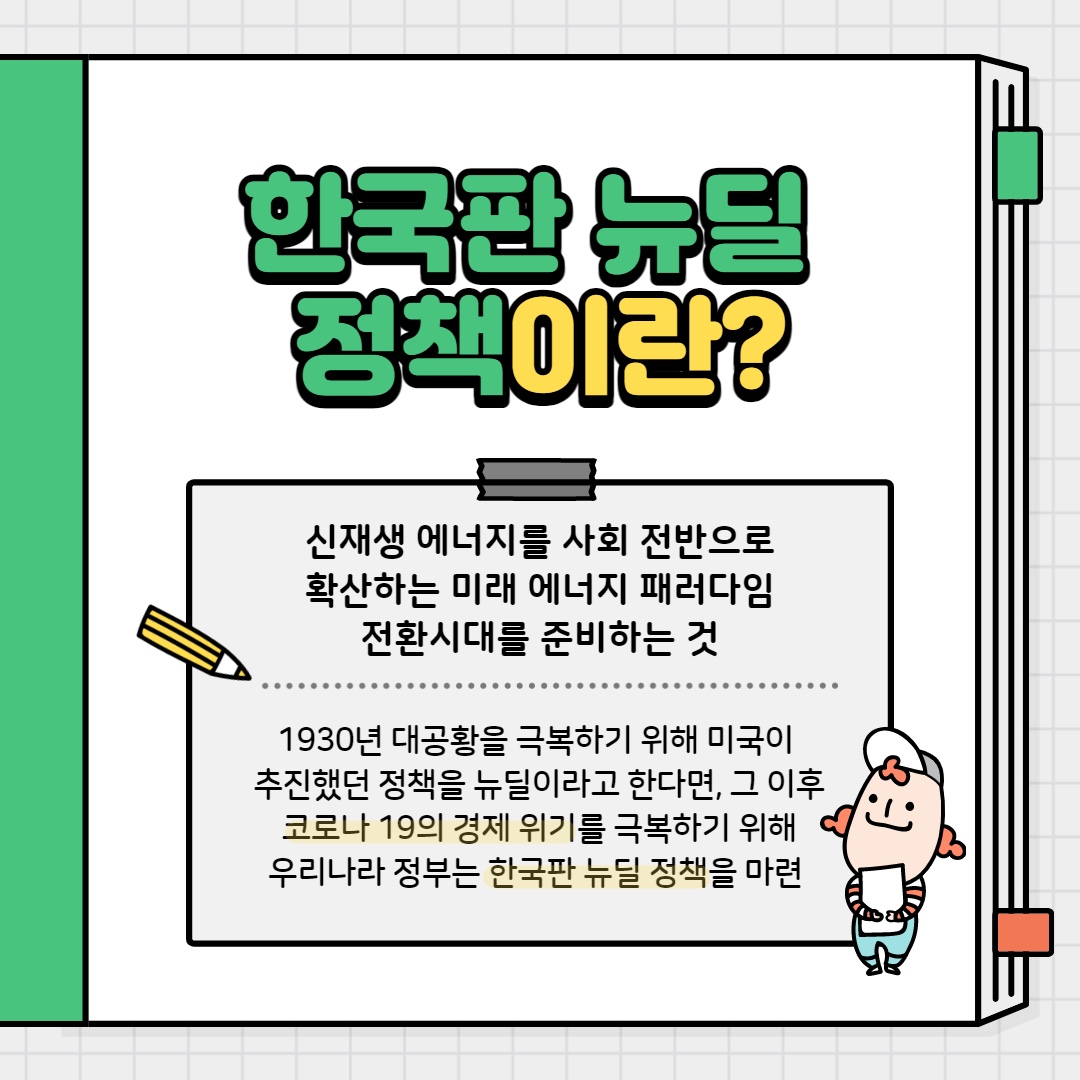 한국판 뉴딜
정책이란?
신재생 에너지를 사회 전반으로
확산하는 미래 에너지 패러다임
전환시대를 준비하는 것
1930년 대공황을 극복하기 위해 미국이
추진했던 정책을 뉴딜이라고 한다면, 그 이후
코로나 19의 경제 위기를 극복하기 위해
우리나라 정부는 한국판 뉴딜 정책을 마련